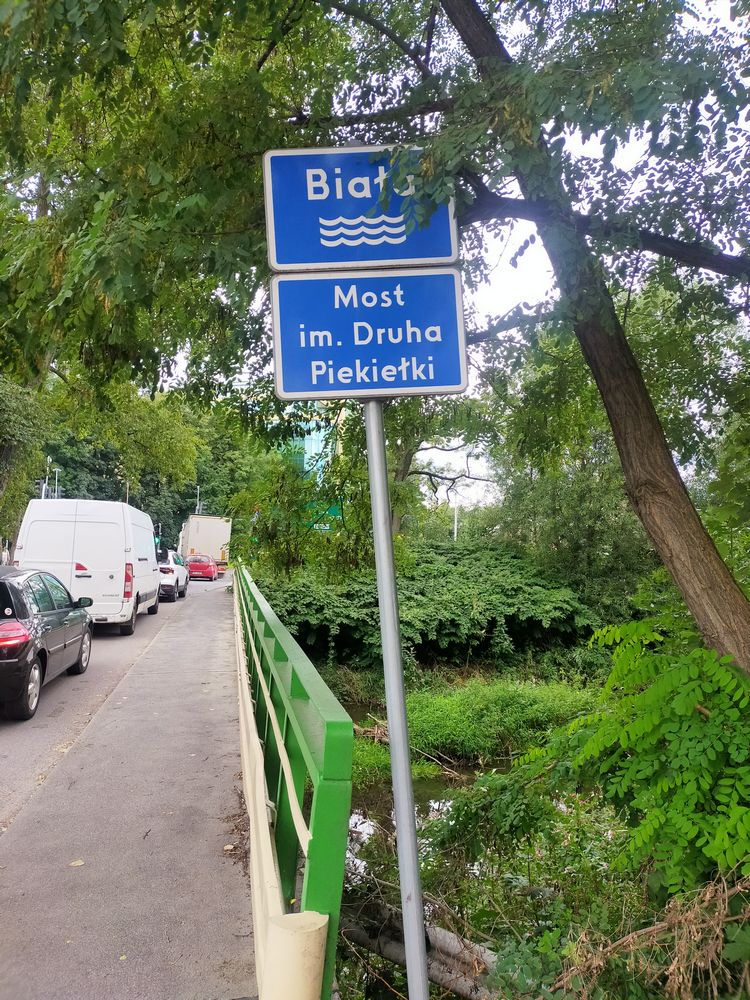 Biała
Most
im. Druha
Piekiełki